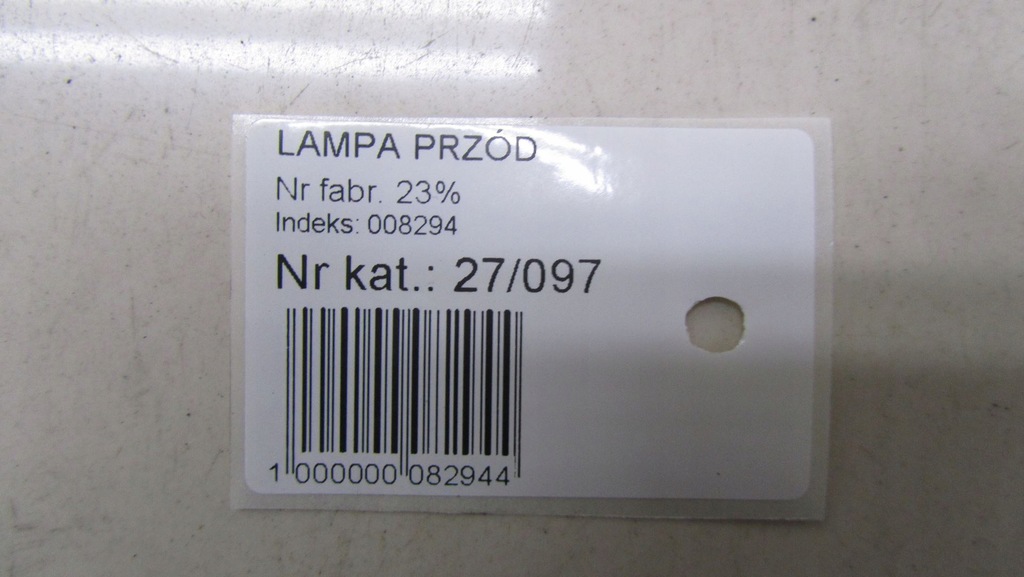 LAMPA PRZÓD
Nr fabr. 23%
Indeks: 008294
Nr kat.: 27/097
1 000000 082944